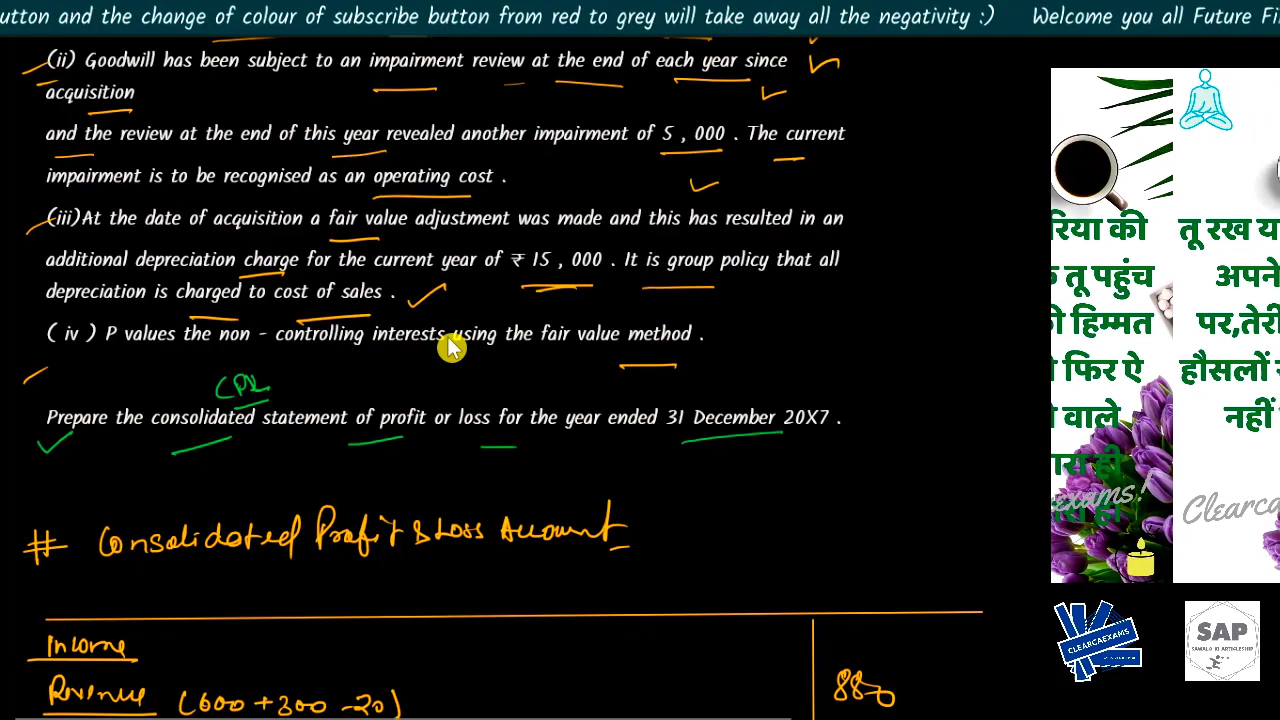 utton and the change of colour of subscribe button from red to grey will take away all the negativity :) Welcome you all Future Fi
(ii) Goodwill has been subject to an impairment review at the end of each year since
acquisition
and the review at the end of this year revealed another impairment of 5 , 000 . The current
impairment is to be recognised as an operating cost .
(iii)At the date of acquisition a fair value adjustment was made and this has resulted in an
additional depreciation charge for the current year of ₹ 15 , 000 . It is group policy that all
depreciation is charged to cost of sales .
( iv ) P values the non - controlling interests using the fair value method .
CPL
Prepare the consolidated statement of profit or loss for the year ended 31 December 20X7 .
# Consolidated Profit & Loss Account
Income
Revenue (600 + 300 - 20) 880
रिया की
तू पहुंच
हिम्मत
फिर ऐ
वाले
तू रख य
अपने
पर,तेरी
हौसलों
नहीं
exams!
Clearca
CLEARCAEXAMS
SAP
SAMALO KI ARTICLESHIP